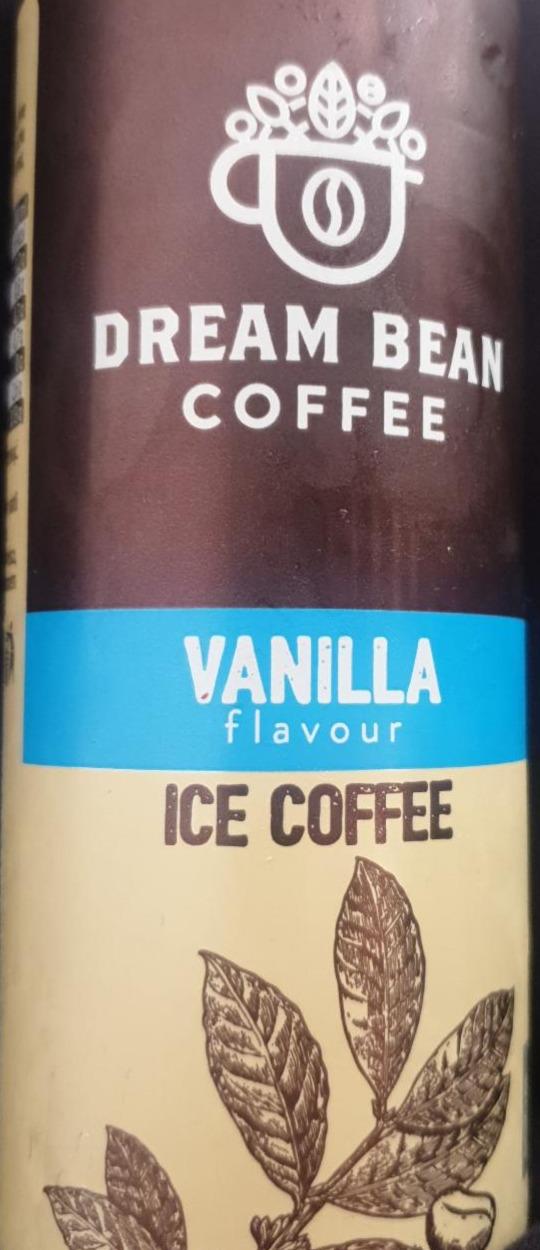 DREAM BEAN
COFFEE
VANILLA
flavour
ICE COFFEE